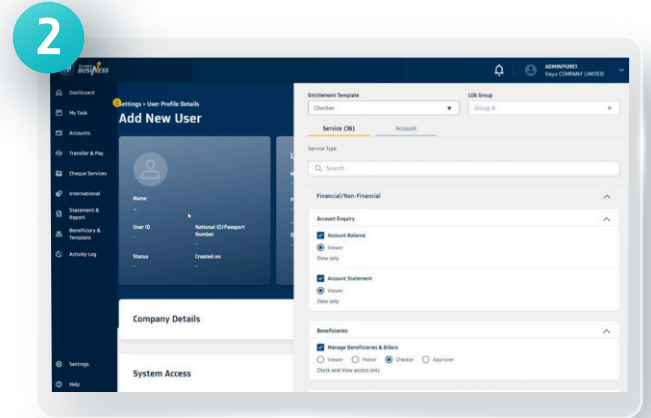 2
BUSINESS
ADMINPURE1
Vayu COMPANY LIMITED
Dashboard
My Task
Accounts
Transfer & Pay
Cheque Services
International
Statement &
Report
Beneficiary &
Template
Activity Log
Settings
Help
Settings > User Profile Details
Add New User
Name
-
User ID
National ID/Passport
Number
-
-
Status
Created on
-
-
Company Details
System Access
Entitlement Template
LOA Group
Checker
Group A
Service (36)
Account
Service Type
Search
Financial/Non-Financial
Account Enquiry
Account Balance
Viewer
View only
Account Statement
Viewer
View only
Beneficiaries
Manage Beneficiaries & Billers
Viewer Maker Checker Approver
Check and View access only